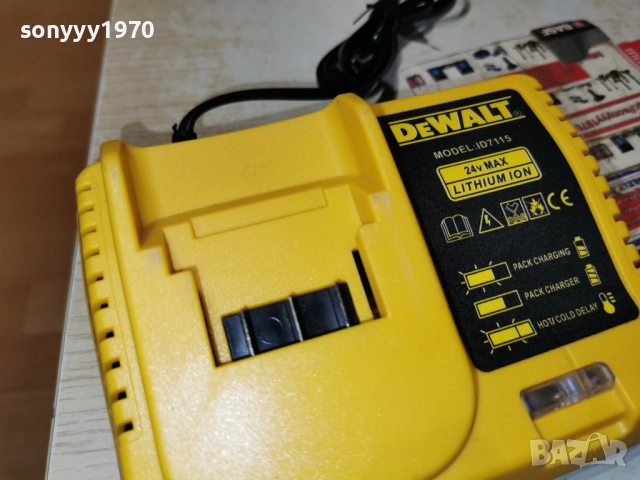 sonyyy1970
DEWALT
MODEL:ID7115
24V MAX
LITHIUM ION
CE
PACK CHARGING
PACK CHARGER
HOT/COLD DELAY
BAZAR